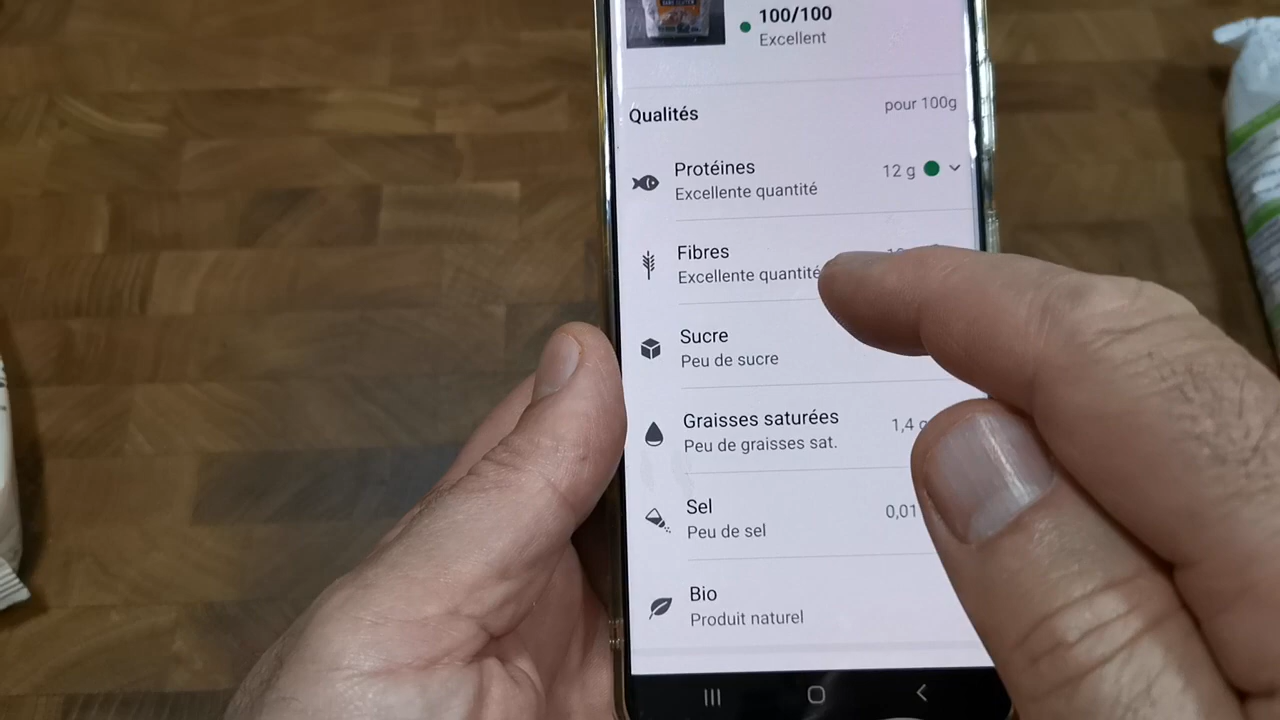 100/100
Excellent
Qualités
pour 100g
Protéines
12 g
Excellente quantité
Fibres
Excellente quantité
Sucre
Peu de sucre
Graisses saturées
1,4
Peu de graisses sat.
Sel
0,01
Peu de sel
Bio
Produit naturel